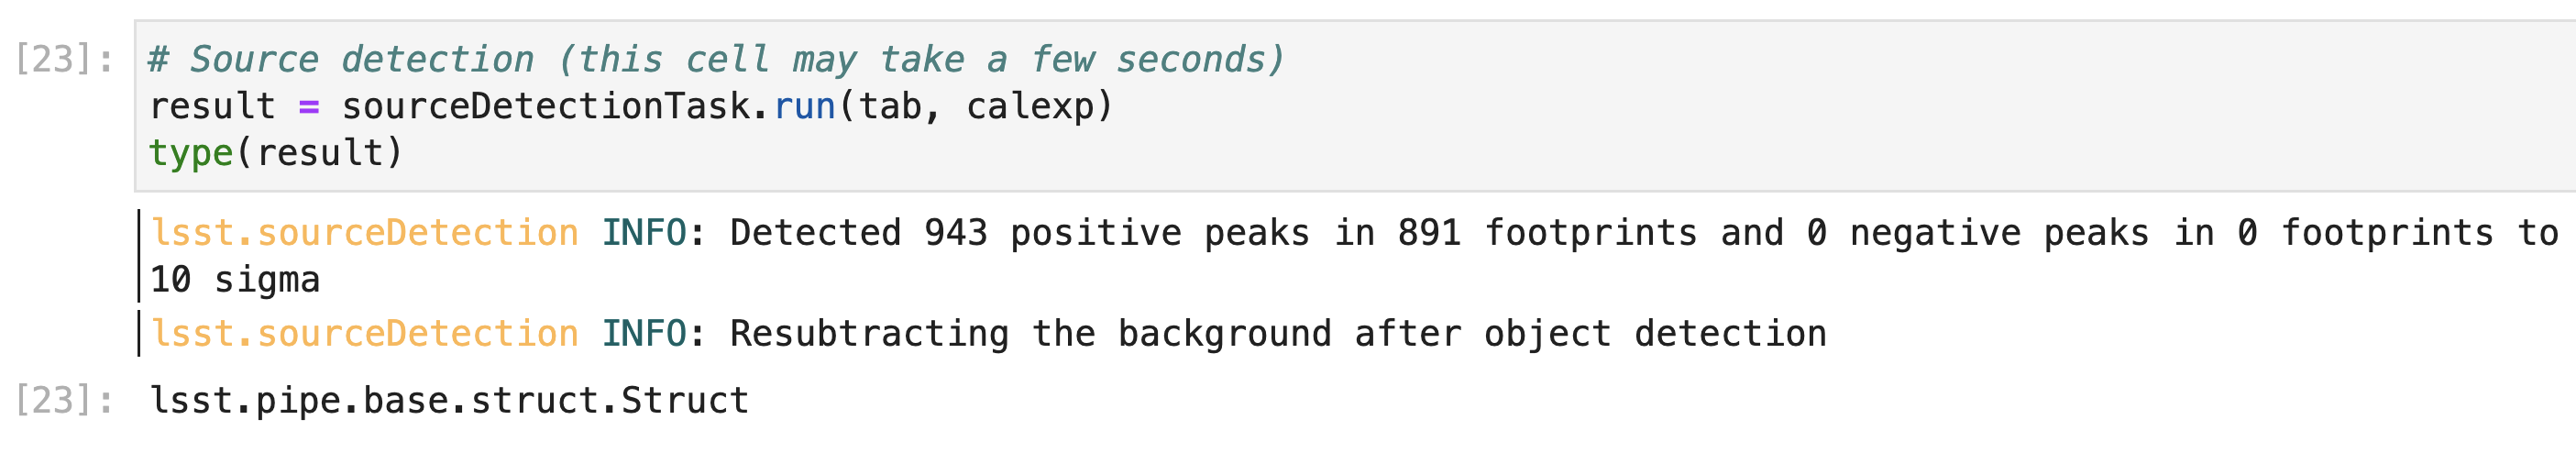 [23]: # Source detection (this cell may take a few seconds)
result = sourceDetectionTask.run(tab, calexp)
type(result)
lsst.sourceDetection INFO: Detected 943 positive peaks in 891 footprints and 0 negative peaks in 0 footprints to
10 sigma
lsst.sourceDetection INFO: Resubtracting the background after object detection
[23]: lsst.pipe.base.struct.Struct